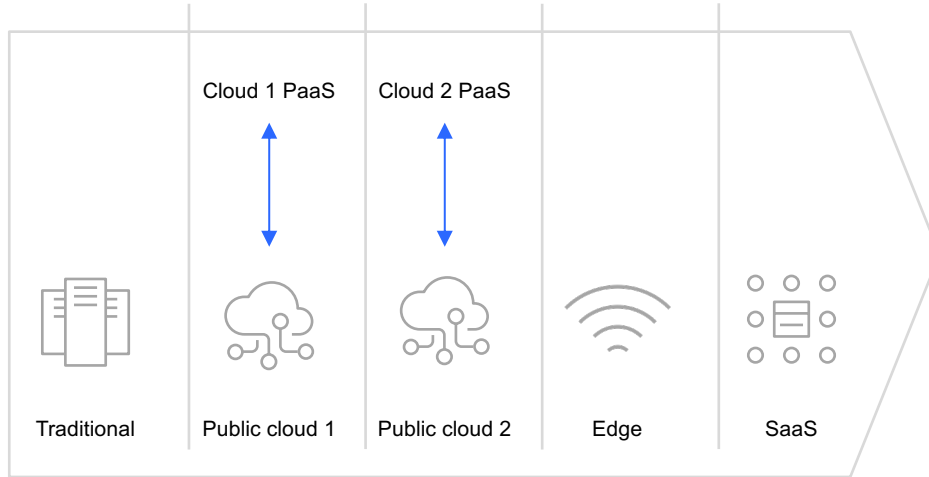 Cloud 1 PaaS
Cloud 2 PaaS
Traditional
Public cloud 1
Public cloud 2
Edge
SaaS